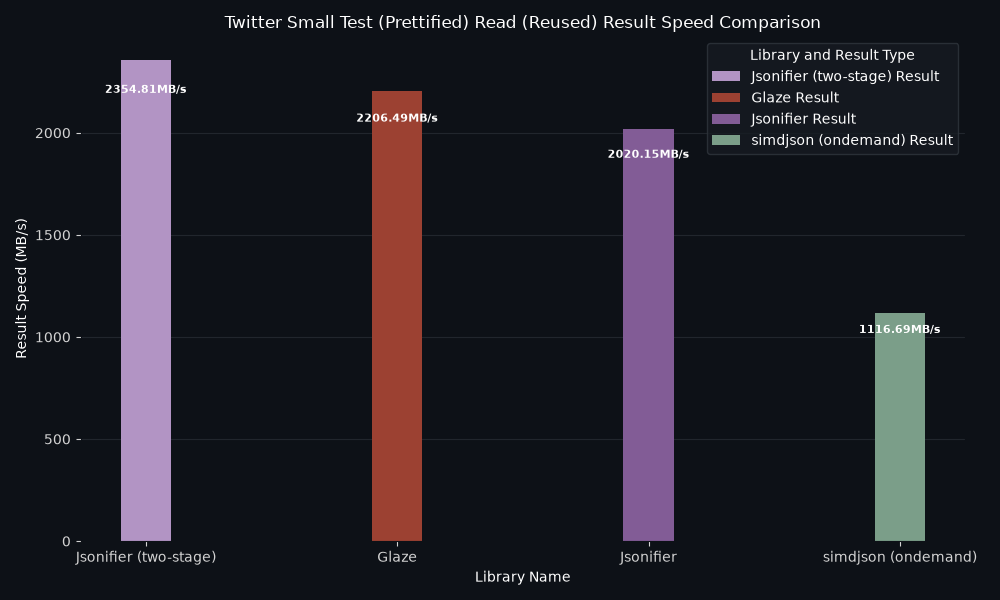 Twitter Small Test (Prettified) Read (Reused) Result Speed Comparison
Library and Result Type
Jsonifier (two-stage) Result
Glaze Result
Jsonifier Result
simdjson (ondemand) Result
2354.81MB/s
2206.49MB/s
2020.15MB/s
1116.69MB/s
Result Speed (MB/s)
2000
1500
1000
500
0
Jsonifier (two-stage)
Glaze
Jsonifier
simdjson (ondemand)
Library Name